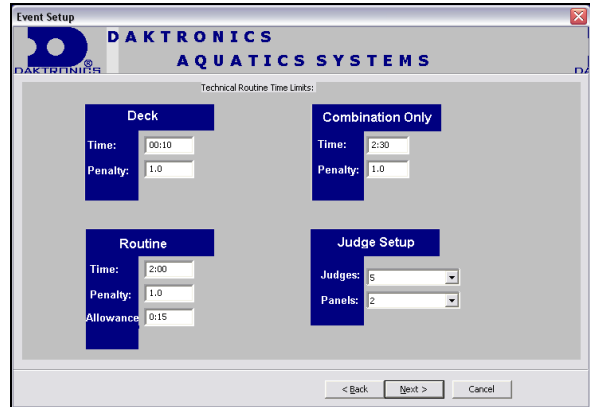 Event Setup
DAKTRONICS
AQUATICS SYSTEMS
DAKTRONICS ®
Technical Routine Time Limits:
Deck
Time: 00:10
Penalty: 1.0
Combination Only
Time: 2:30
Penalty: 1.0
Routine
Time: 2:00
Penalty: 1.0
Allowance 0:15
Judge Setup
Judges: 5
Panels: 2
< Back Next > Cancel